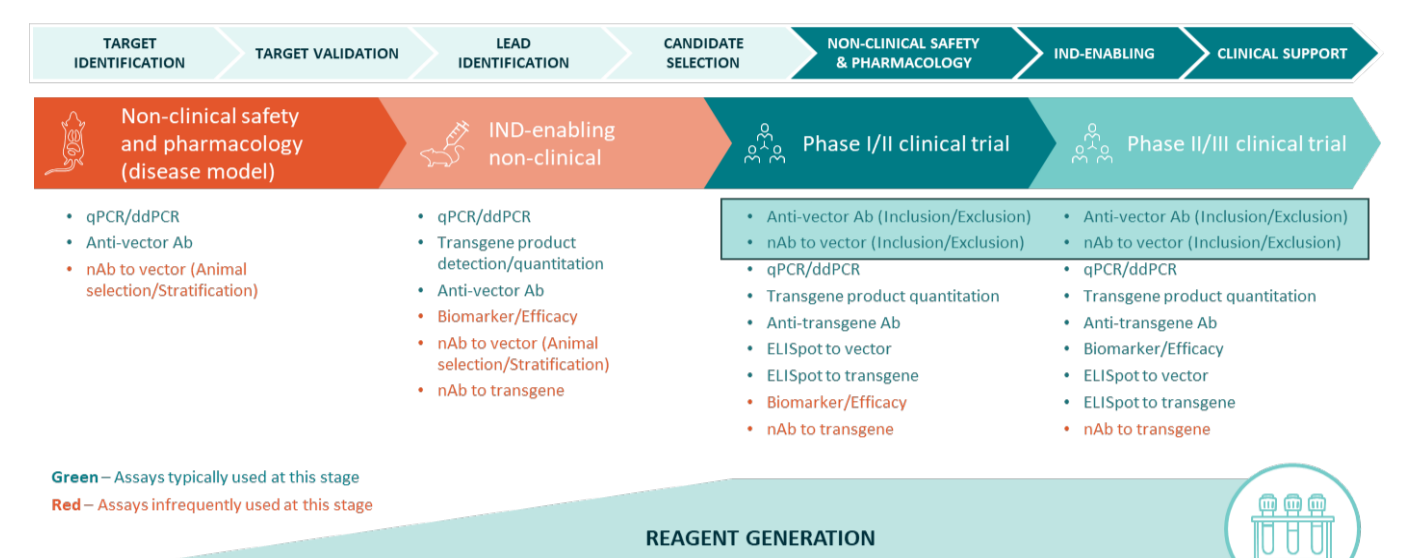 TARGET
IDENTIFICATION
TARGET VALIDATION
LEAD
IDENTIFICATION
CANDIDATE
SELECTION
NON-CLINICAL SAFETY
& PHARMACOLOGY
IND-ENABLING
CLINICAL SUPPORT
Non-clinical safety
and pharmacology
(disease model)
IND-enabling
non-clinical
Phase I/II clinical trial
Phase II/III clinical trial
• qPCR/ddPCR
• Anti-vector Ab
• nAb to vector (Animal
selection/Stratification)
• qPCR/ddPCR
• Transgene product
detection/quantitation
• Anti-vector Ab
• Biomarker/Efficacy
• nAb to vector (Animal
selection/Stratification)
• nAb to transgene
• Anti-vector Ab (Inclusion/Exclusion)
• nAb to vector (Inclusion/Exclusion)
• qPCR/ddPCR
• Transgene product quantitation
• Anti-transgene Ab
• ELISpot to vector
• ELISpot to transgene
• Biomarker/Efficacy
• nAb to transgene
• Anti-vector Ab (Inclusion/Exclusion)
• nAb to vector (Inclusion/Exclusion)
• qPCR/ddPCR
• Transgene product quantitation
• Anti-transgene Ab
• Biomarker/Efficacy
• ELISpot to vector
• ELISpot to transgene
• nAb to transgene
Green – Assays typically used at this stage
Red – Assays infrequently used at this stage
REAGENT GENERATION